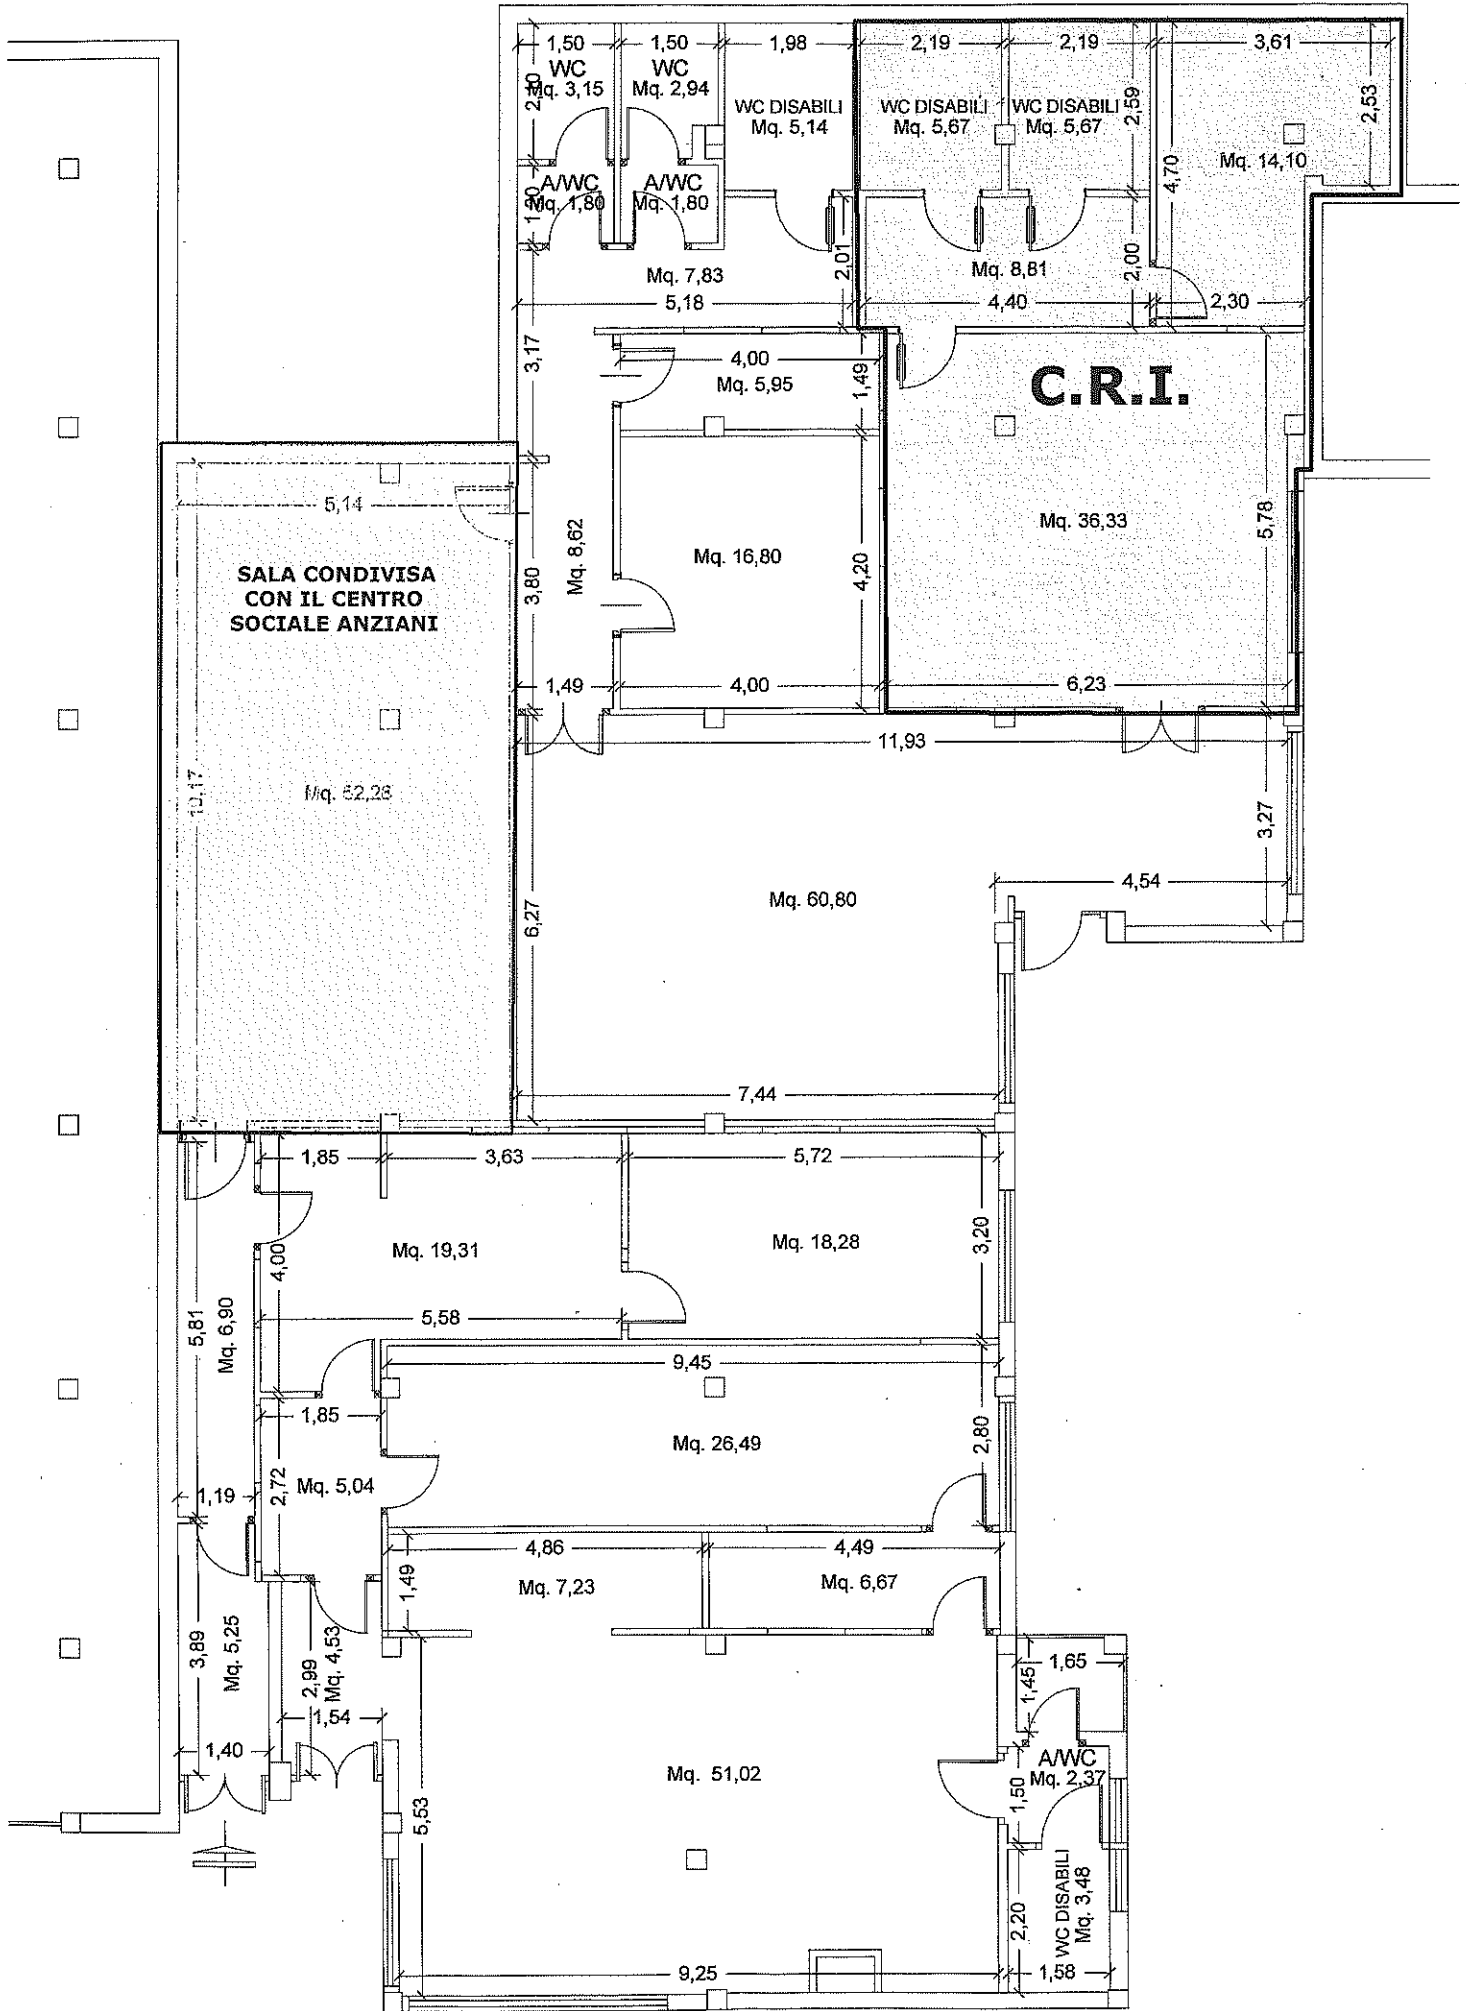 1,50 1,50 1,98 2,19 2,19 3,61
WC
Mq. 3,15
WC
Mq. 2,94
WC DISABILI
Mq. 5,14
WC DISABILI
Mq. 5,67
WC DISABILI
Mq. 5,67
2,59
2,53
Mq. 14,10
4,70
A/WC
Mq. 1,80
A/WC
Mq. 1,80
Mq. 7,83
5,18
2,01
Mq. 8,81
4,40
2,00
2,30
3,17
4,00
Mq. 5,95
1,49
C.R.I.
5,14
SALA CONDIVISA
CON IL CENTRO
SOCIALE ANZIANI
3,80
Mq. 8,62
Mq. 16,80
4,20
Mq. 36,33
5,78
1,49
4,00
6,23
11,93
10,17
Mq. 52,26
3,27
4,54
6,27
Mq. 60,80
7,44
1,85
3,63
5,72
Mq. 19,31
Mq. 18,28
3,20
4,00
5,81
Mq. 6,90
5,58
9,45
1,85
Mq. 26,49
2,80
2,72
Mq. 5,04
1,19
4,86
4,49
1,49
Mq. 7,23
Mq. 6,67
3,89
Mq. 5,25
2,99
Mq. 4,53
1,45
1,65
1,54
1,40
Mq. 51,02
A/WC
Mq. 2,37
1,50
5,53
WC DISABILI
Mq. 3,48
2,20
9,25
1,58